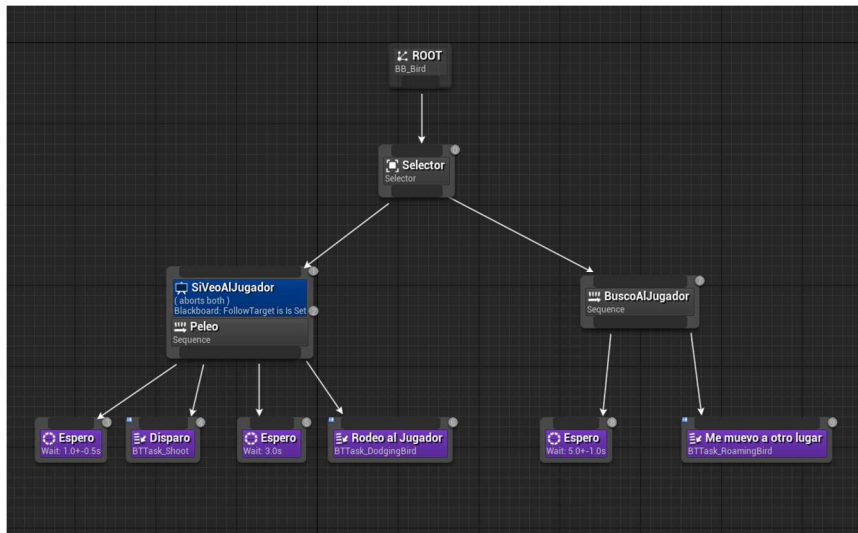 ROOT
BB_Bird
Selector
Selector
SiVeoAlJugador
( aborts both )
Blackboard: FollowTarget is Is Set
Peleo
Sequence
BuscoAlJugador
Sequence
Espero
Wait: 1.0+-0.5s
Disparo
BTTask_Shoot
Espero
Wait: 3.0s
Rodeo al Jugador
BTTask_DodgingBird
Espero
Wait: 5.0+-1.0s
Me muevo a otro lugar
BTTask_RoamingBird